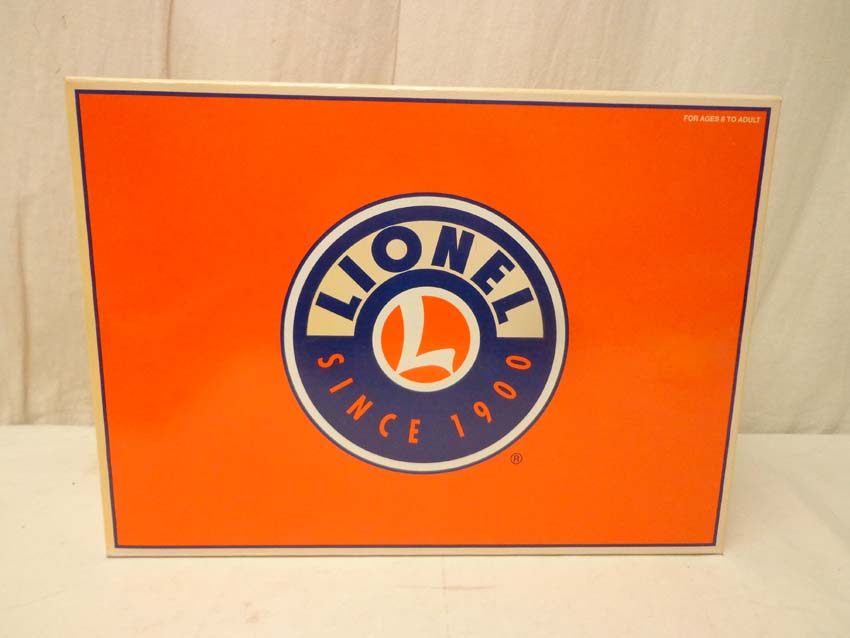 FOR AGES 8 TO ADULT
LIONEL
L
SINCE 1900
®